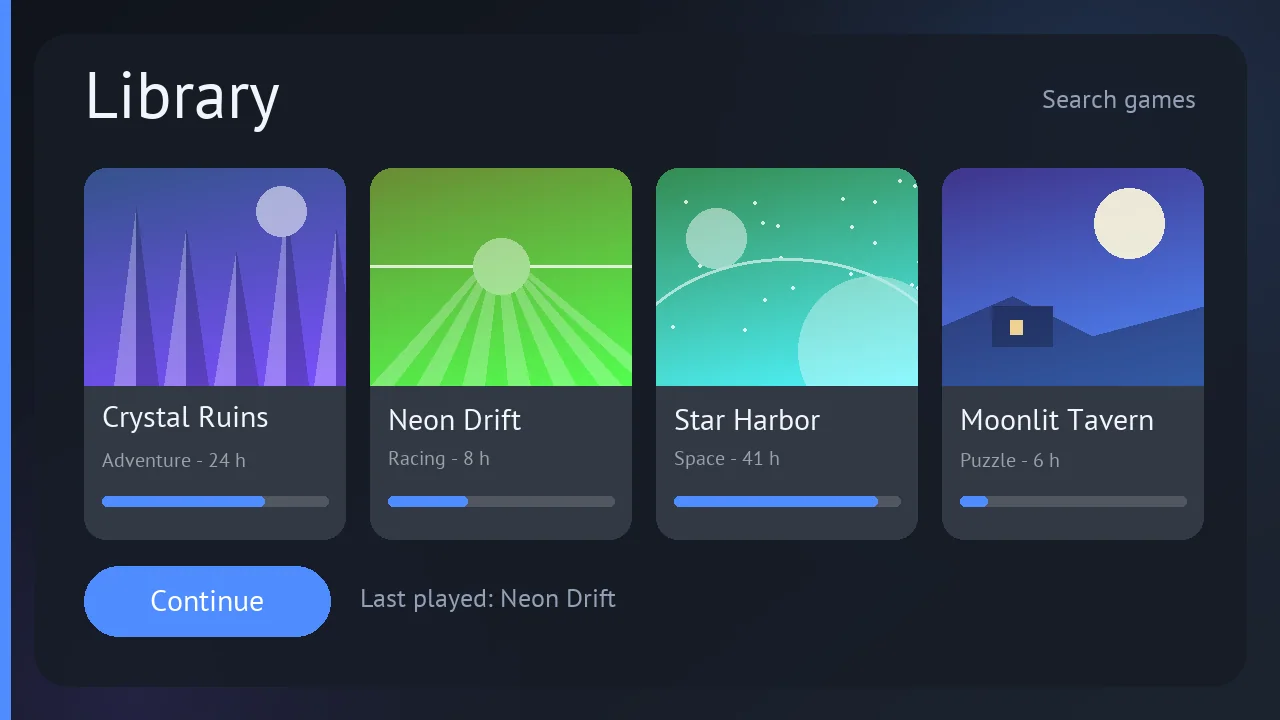 Library
Search games
Crystal Ruins
Adventure - 24 h
Neon Drift
Racing - 8 h
Star Harbor
Space - 41 h
Moonlit Tavern
Puzzle - 6 h
Continue
Last played: Neon Drift